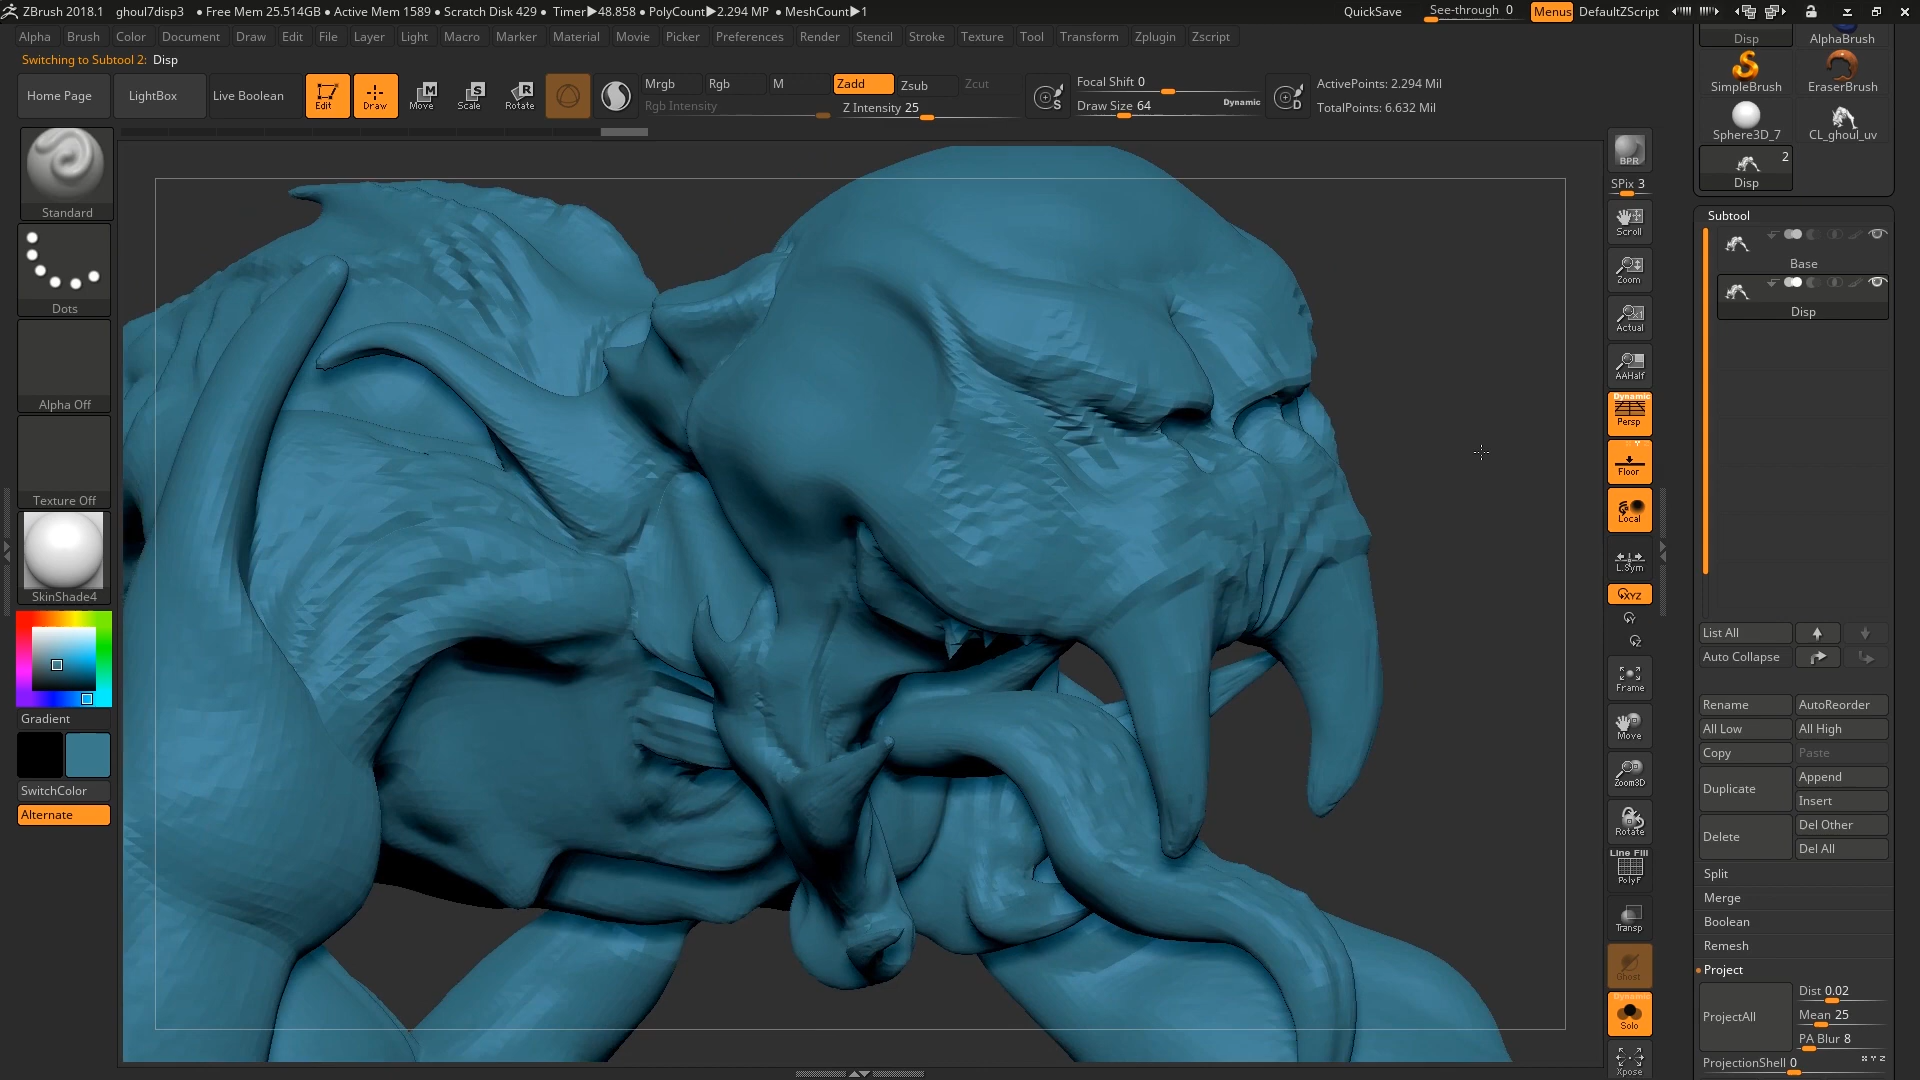 ZBrush 2018.1 ghoul7disp3 • Free Mem 25.514GB • Active Mem 1589 • Scratch Disk 429 • Timer▶48.858 • PolyCount▶2.294 MP • MeshCount▶1 QuickSave See-through 0 Menus DefaultZScript
Alpha Brush Color Document Draw Edit File Layer Light Macro Marker Material Movie Picker Preferences Render Stencil Stroke Texture Tool Transform Zplugin Zscript
Switching to Subtool 2: Disp
Home Page LightBox Live Boolean Edit Draw Move Scale Rotate
Mrgb Rgb M Zadd Zsub Zcut
Rgb Intensity Z Intensity 25
Focal Shift 0
Draw Size 64 Dynamic
ActivePoints: 2.294 Mil
TotalPoints: 6.632 Mil
Standard
Dots
Alpha Off
Texture Off
SkinShade4
Gradient
SwitchColor
Alternate
BPR
SPix 3
Scroll
Zoom
Actual
AAHalf
Dynamic
Persp
Floor
Local
L.Sym
XYZ
Frame
Move
Zoom3D
Rotate
Line Fill
PolyF
Transp
Ghost
Dynamic
Solo
Xpose
Disp AlphaBrush
SimpleBrush EraserBrush
Sphere3D_7 CL_ghoul_uv
2
Disp
Subtool
Base
Disp
List All
Auto Collapse
Rename AutoReorder
All Low All High
Copy Paste
Duplicate Append
Insert
Delete Del Other
Del All
Split
Merge
Boolean
Remesh
Project
ProjectAll Dist 0.02
Mean 25
PA Blur 8
ProjectionShell 0 X Y Z